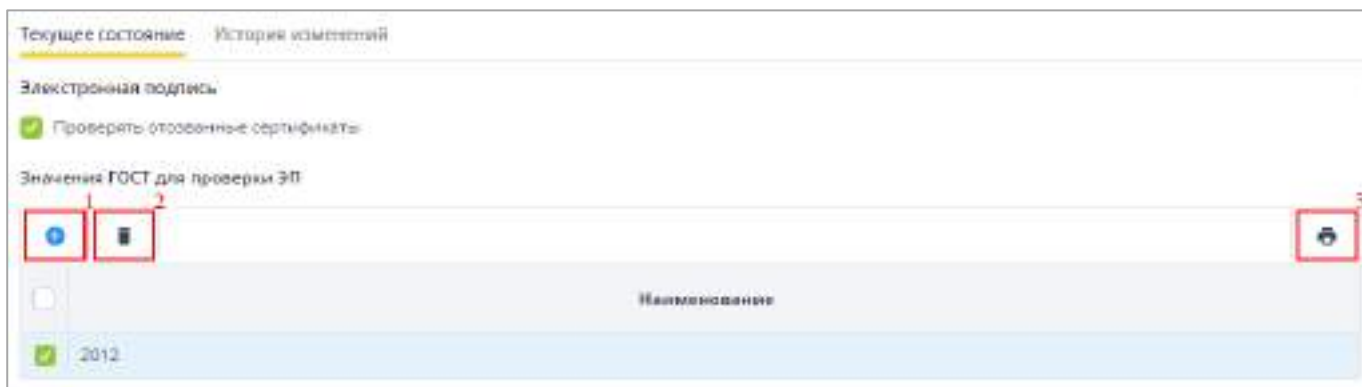 Текущее состояние История изменений
Электронная подпись
Проверять отозванные сертификаты
Значения ГОСТ для проверки ЭП
1 2 3
Наименование
2012